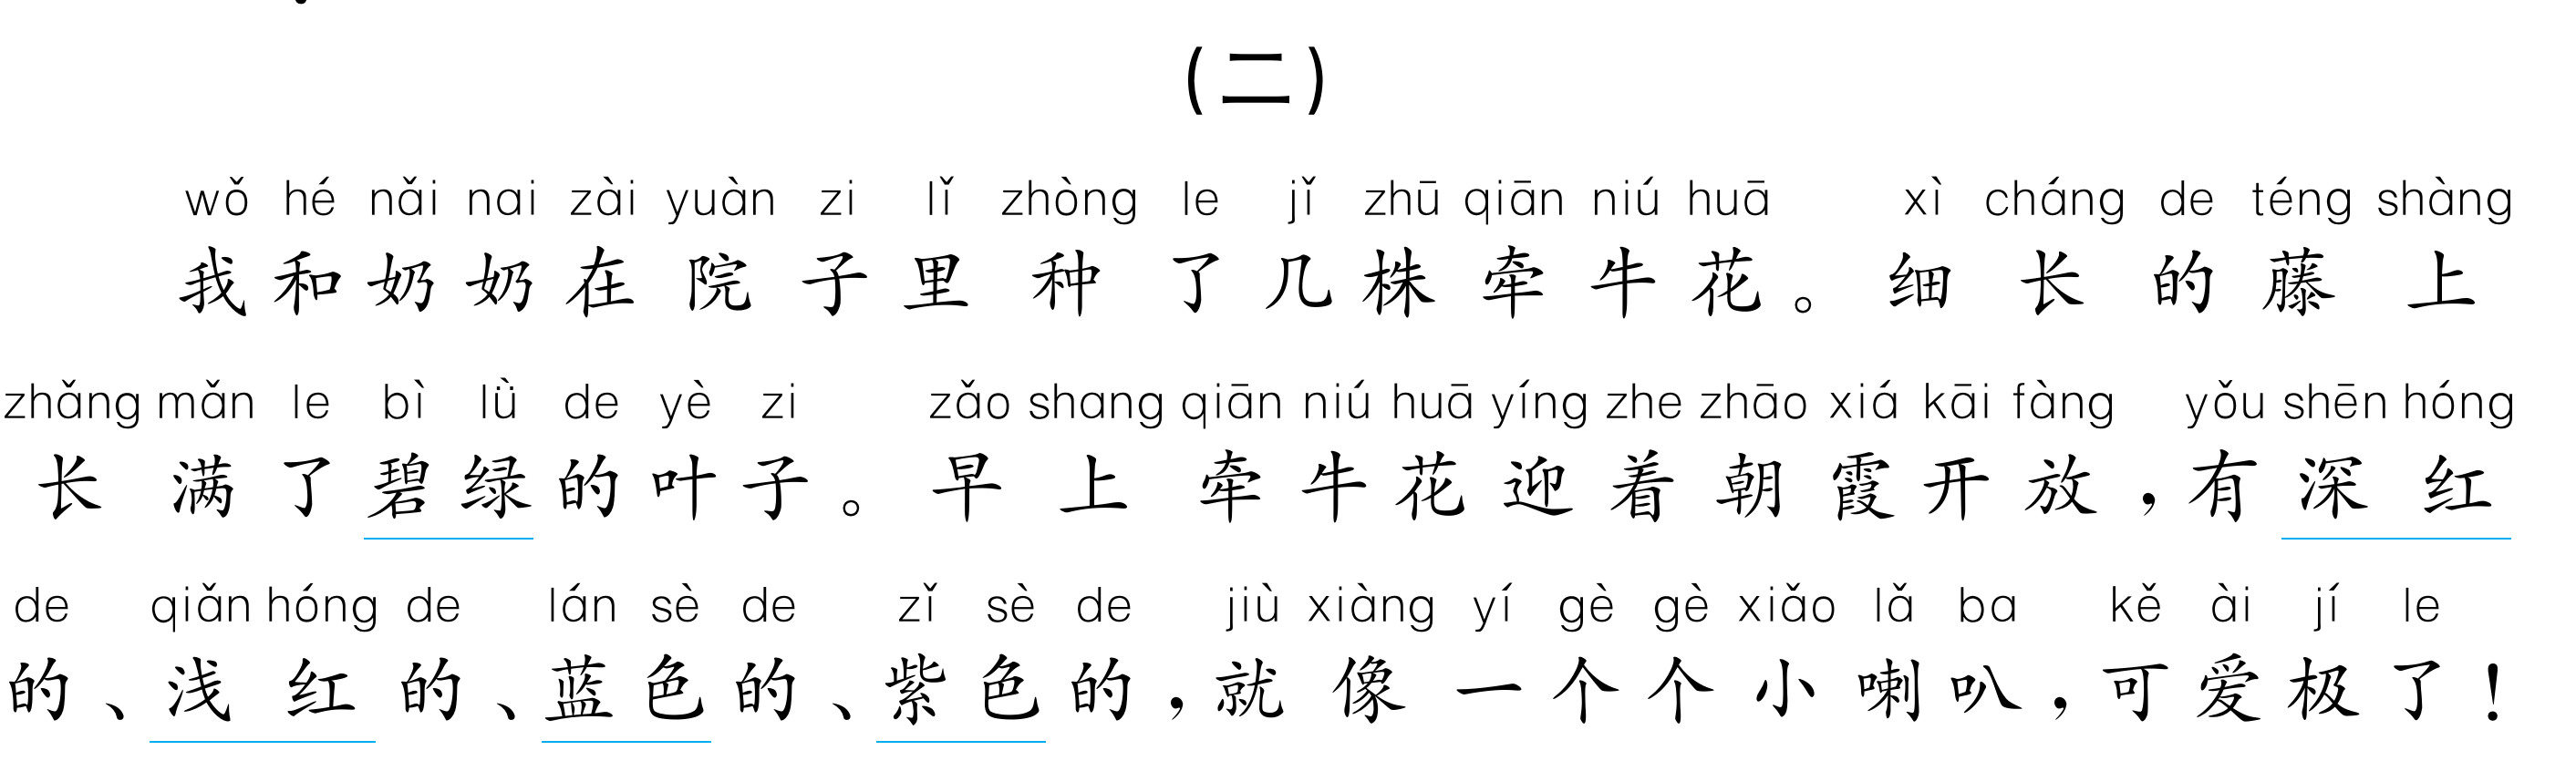 (二)
wǒ hé nǎi nai zài yuàn zi lǐ zhòng le jǐ zhū qiān niú huā xì cháng de téng shàng
我和奶奶在院子里种了几株牵牛花。细长的藤上
zhǎng mǎn le bì lǜ de yè zi zǎo shang qiān niú huā yíng zhe zhāo xiá kāi fàng yǒu shēn hóng
长满了碧绿的叶子。早上牵牛花迎着朝霞开放,有深红
de qiǎn hóng de lán sè de zǐ sè de jiù xiàng yí gè gè xiǎo lǎ ba kě ài jí le
的、浅红的、蓝色的、紫色的,就像一个个小喇叭,可爱极了!